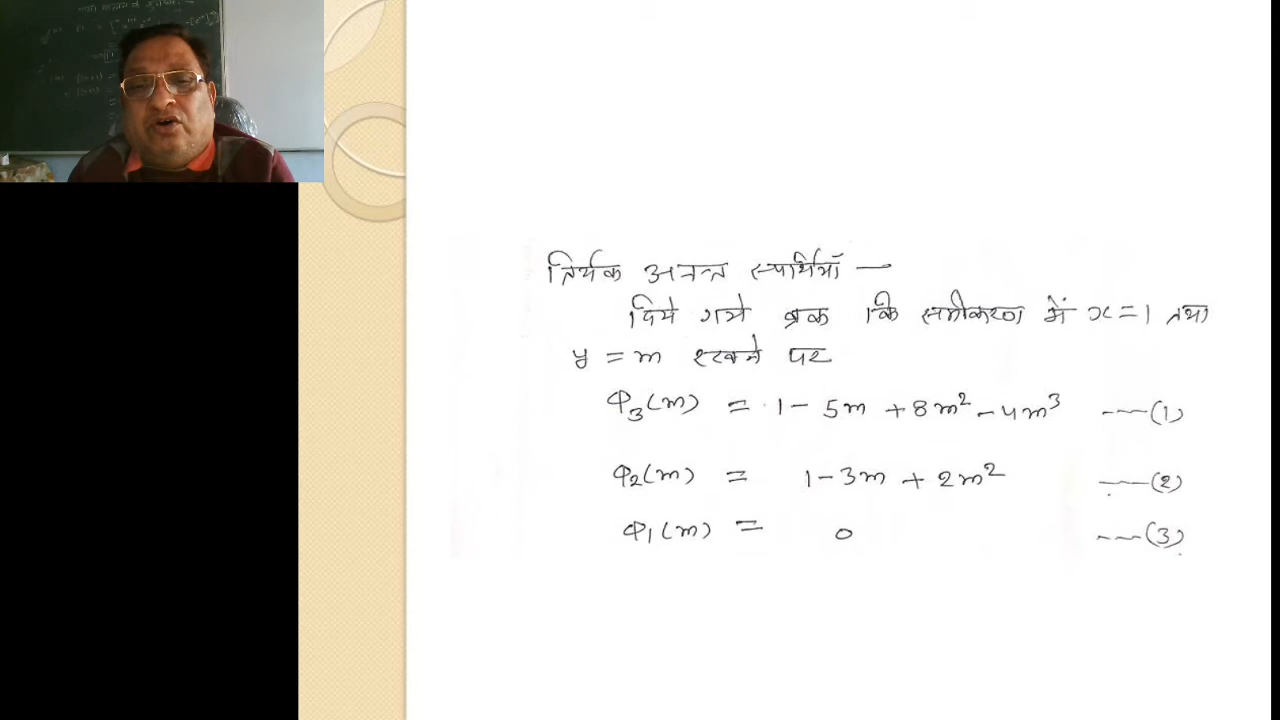 तिर्यक अनन्त स्पर्शियाँ —
दिये गये वक्र कि समीकरण में x = 1 तथा
y = m रखने पर
φ₃(m) = 1 - 5m + 8m² - 4m³ ----(1)
φ₂(m) = 1 - 3m + 2m² ----(2)
φ₁(m) = 0 ----(3)